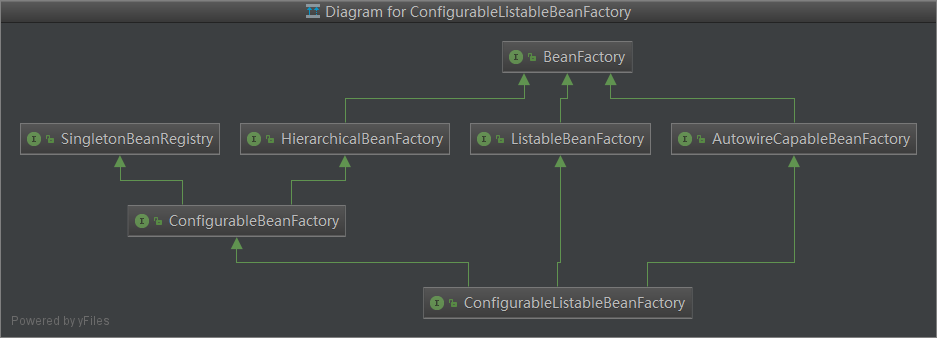 Diagram for ConfigurableListableBeanFactory
I BeanFactory
I SingletonBeanRegistry
I HierarchicalBeanFactory
I ListableBeanFactory
I AutowireCapableBeanFactory
I ConfigurableBeanFactory
I ConfigurableListableBeanFactory
Powered by yFiles